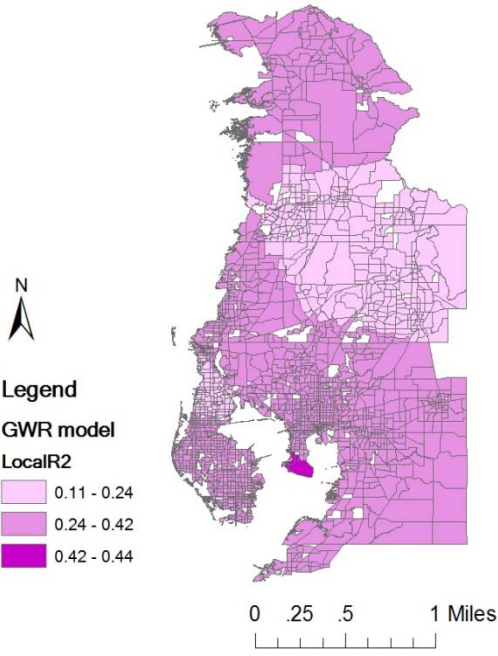 N
Legend
GWR model
LocalR2
0.11 - 0.24
0.24 - 0.42
0.42 - 0.44
0 .25 .5 1 Miles